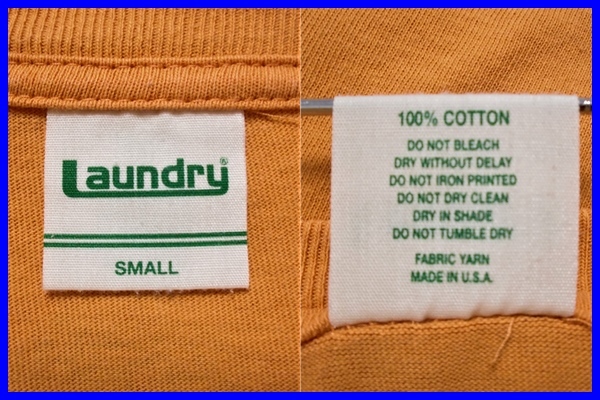 Laundry®
SMALL
100% COTTON
DO NOT BLEACH
DRY WITHOUT DELAY
DO NOT IRON PRINTED
DO NOT DRY CLEAN
DRY IN SHADE
DO NOT TUMBLE DRY
FABRIC YARN
MADE IN U.S.A.